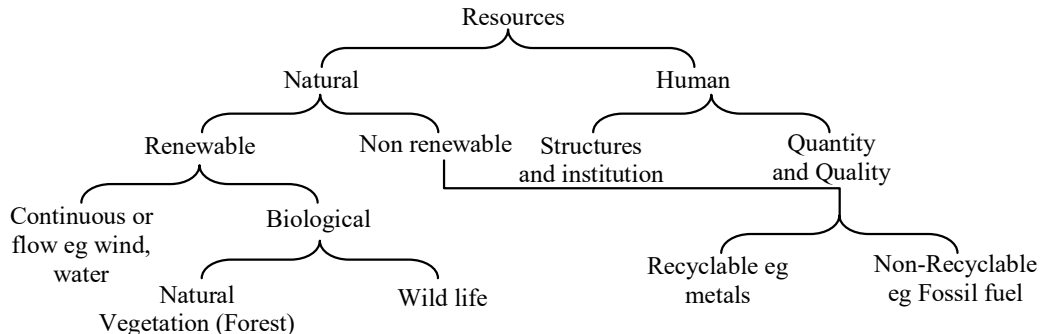 Resources
Natural
Human
Renewable
Non renewable
Structures
and institution
Quantity
and Quality
Continuous or
flow eg wind,
water
Biological
Recyclable eg
metals
Non-Recyclable
eg Fossil fuel
Natural
Vegetation (Forest)
Wild life